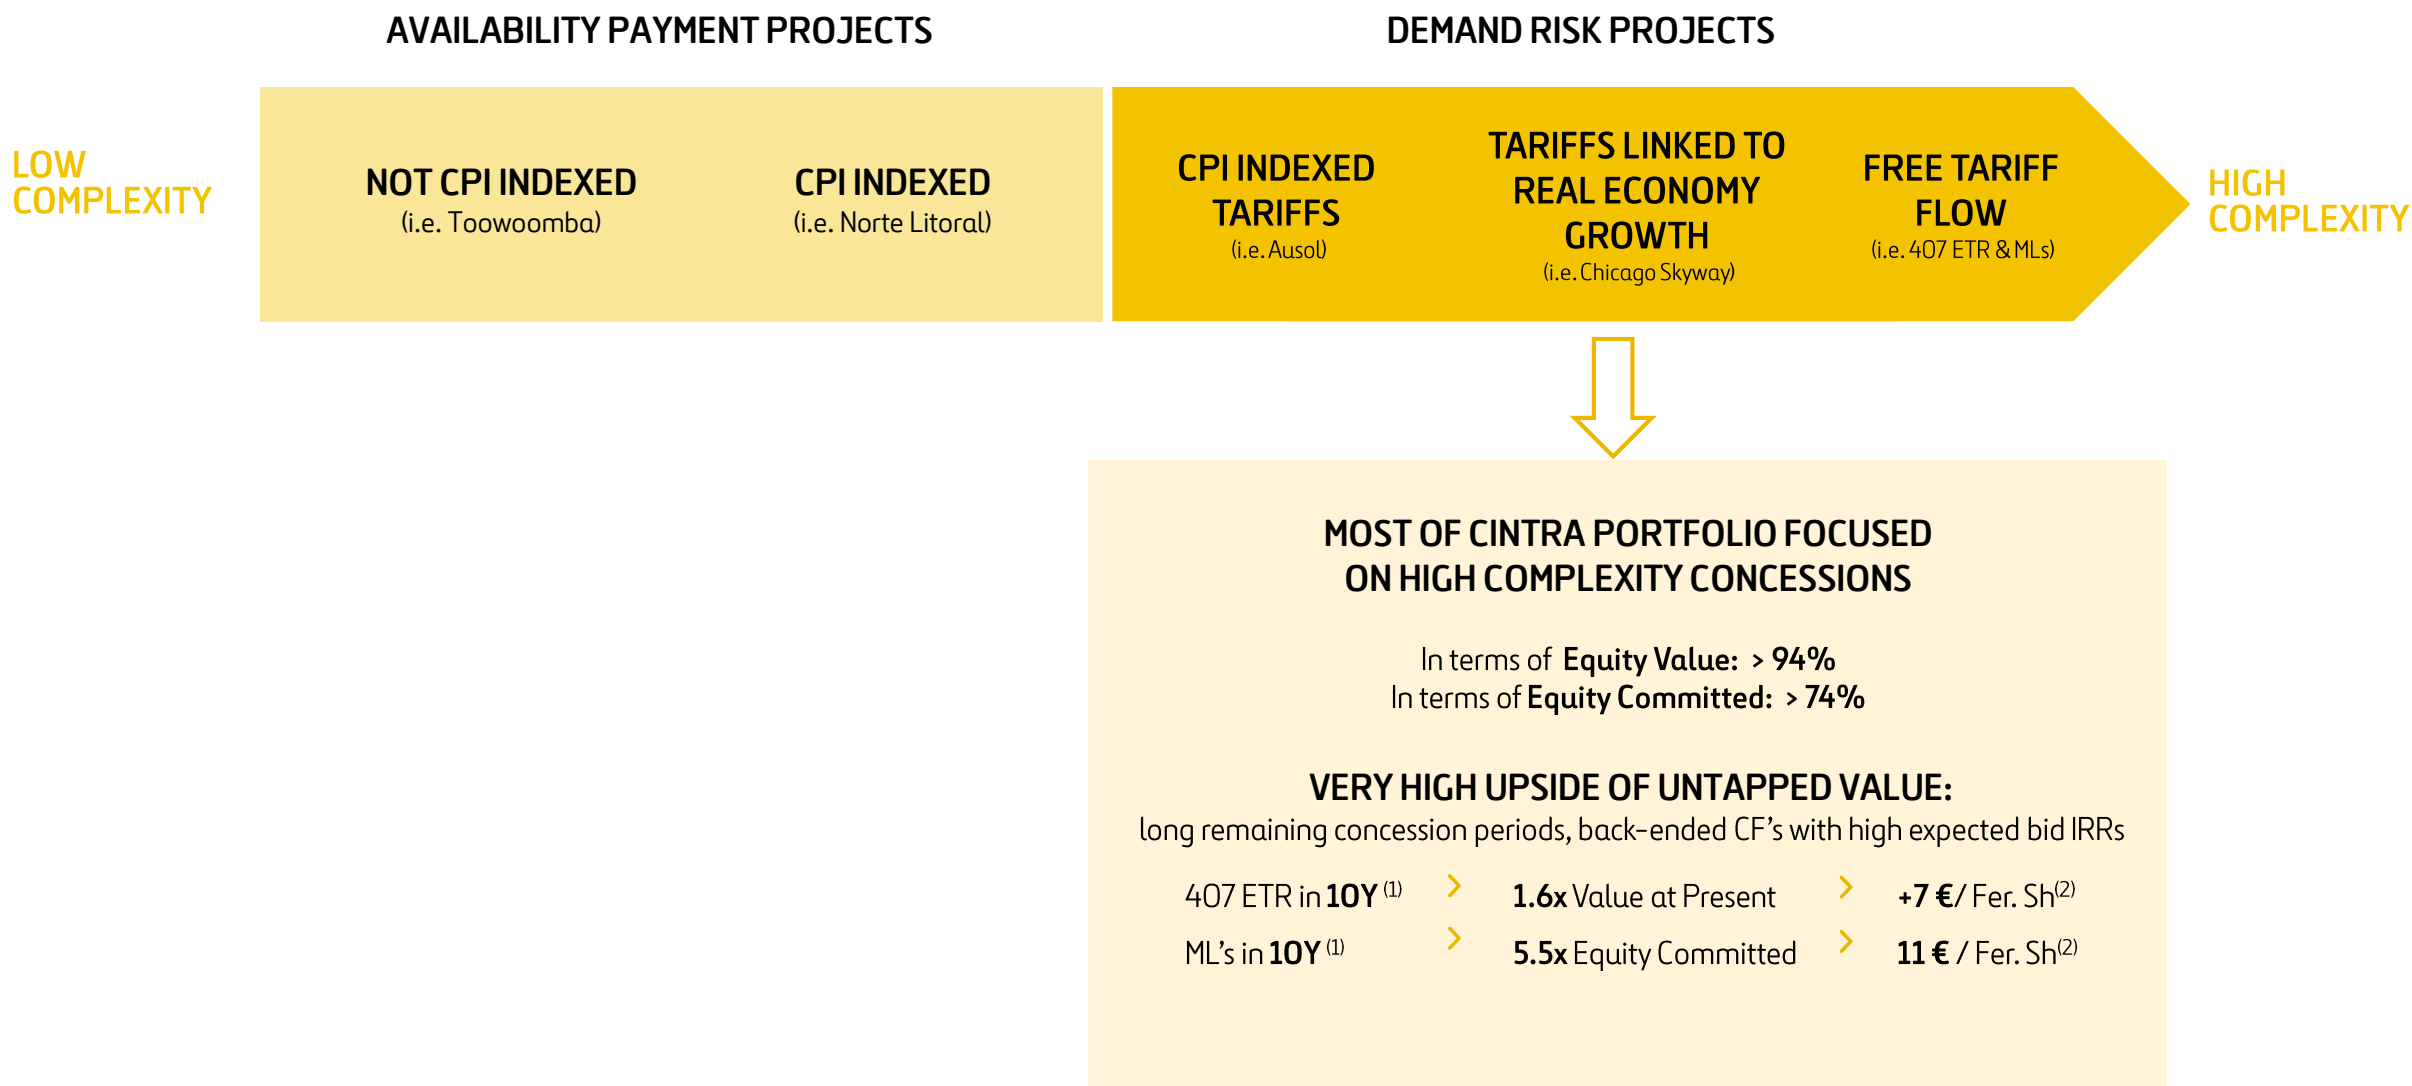 AVAILABILITY PAYMENT PROJECTS
DEMAND RISK PROJECTS
LOW
COMPLEXITY
NOT CPI INDEXED
(i.e. Toowoomba)
CPI INDEXED
(i.e. Norte Litoral)
CPI INDEXED
TARIFFS
(i.e. Ausol)
TARIFFS LINKED TO
REAL ECONOMY
GROWTH
(i.e. Chicago Skyway)
FREE TARIFF
FLOW
(i.e. 407 ETR & MLs)
HIGH
COMPLEXITY
MOST OF CINTRA PORTFOLIO FOCUSED
ON HIGH COMPLEXITY CONCESSIONS
In terms of Equity Value: > 94%
In terms of Equity Committed: > 74%
VERY HIGH UPSIDE OF UNTAPPED VALUE:
long remaining concession periods, back-ended CF's with high expected bid IRRs
407 ETR in 10Y (1) > 1.6x Value at Present > +7 €/ Fer. Sh(2)
ML's in 10Y (1) > 5.5x Equity Committed > 11 € / Fer. Sh(2)